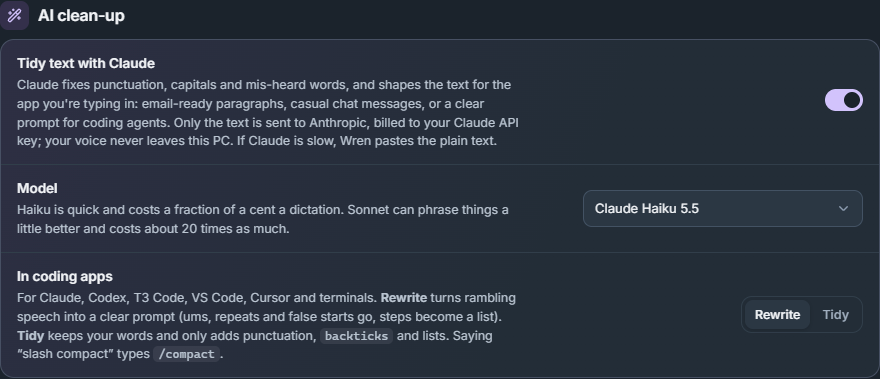 AI clean-up
Tidy text with Claude
Claude fixes punctuation, capitals and mis-heard words, and shapes the text for the
app you're typing in: email-ready paragraphs, casual chat messages, or a clear
prompt for coding agents. Only the text is sent to Anthropic, billed to your Claude API
key; your voice never leaves this PC. If Claude is slow, Wren pastes the plain text.
Model
Haiku is quick and costs a fraction of a cent a dictation. Sonnet can phrase things a
little better and costs about 20 times as much.
Claude Haiku 5.5
In coding apps
For Claude, Codex, T3 Code, VS Code, Cursor and terminals. Rewrite turns rambling
speech into a clear prompt (ums, repeats and false starts go, steps become a list).
Tidy keeps your words and only adds punctuation, backticks and lists. Saying
“slash compact” types /compact.
Rewrite Tidy